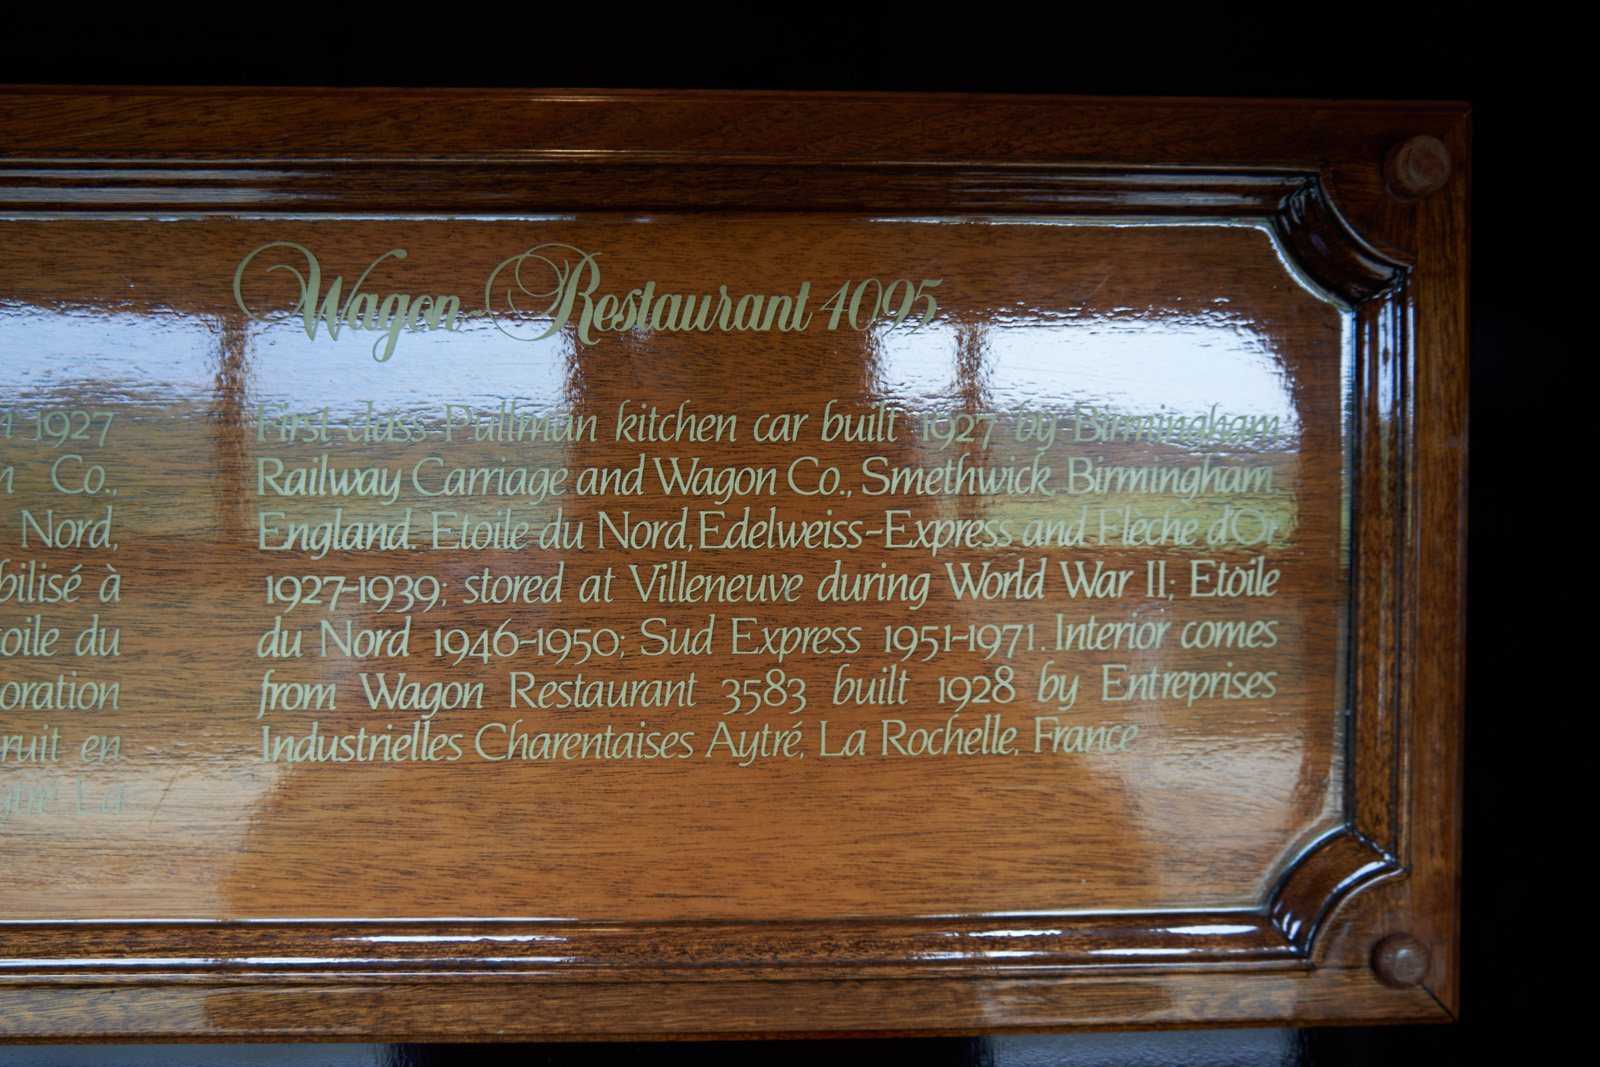 Wagon-Restaurant 4095
1927
Co.,
Nord,
bilisé à
toile du
oration
ruit en
La
First class Pullman kitchen car built 1927 by Birmingham
Railway Carriage and Wagon Co., Smethwick, Birmingham,
England. Etoile du Nord, Edelweiss-Express and Flèche d'Or
1927-1939; stored at Villeneuve during World War II; Etoile
du Nord 1946-1950; Sud Express 1951-1971. Interior comes
from Wagon Restaurant 3583 built 1928 by Entreprises
Industrielles Charentaises Aytré, La Rochelle, France.